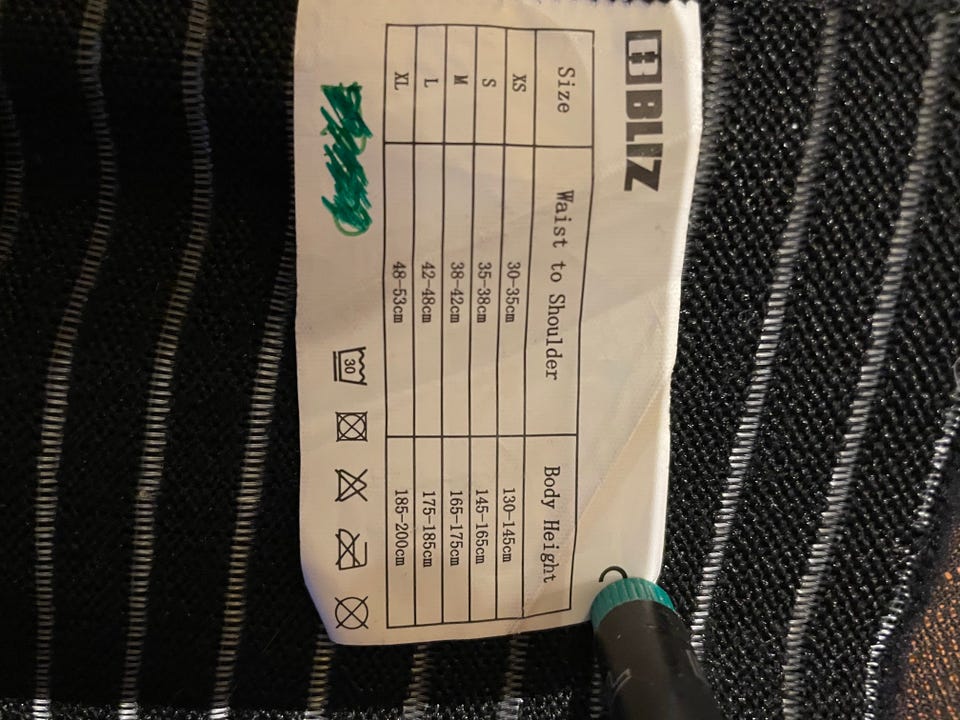 BLIZ
Size Waist to Shoulder Body Height
XS 30-35cm 130-145cm
S 35-38cm 145-165cm
M 38-42cm 165-175cm
L 42-48cm 175-185cm
XL 48-53cm 185-200cm
30